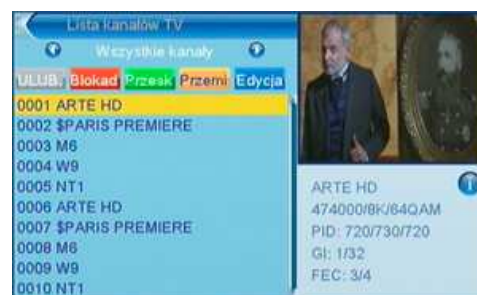 Lista kanałów TV
Wszystkie kanały
ULUB. Blokad Przesk Przemi Edycja
0001 ARTE HD
0002 $PARIS PREMIERE
0003 M6
0004 W9
0005 NT1
0006 ARTE HD
0007 $PARIS PREMIERE
0008 M6
0009 W9
0010 NT1
ARTE HD
474000/8K/64QAM
PID: 720/730/720
GI: 1/32
FEC: 3/4